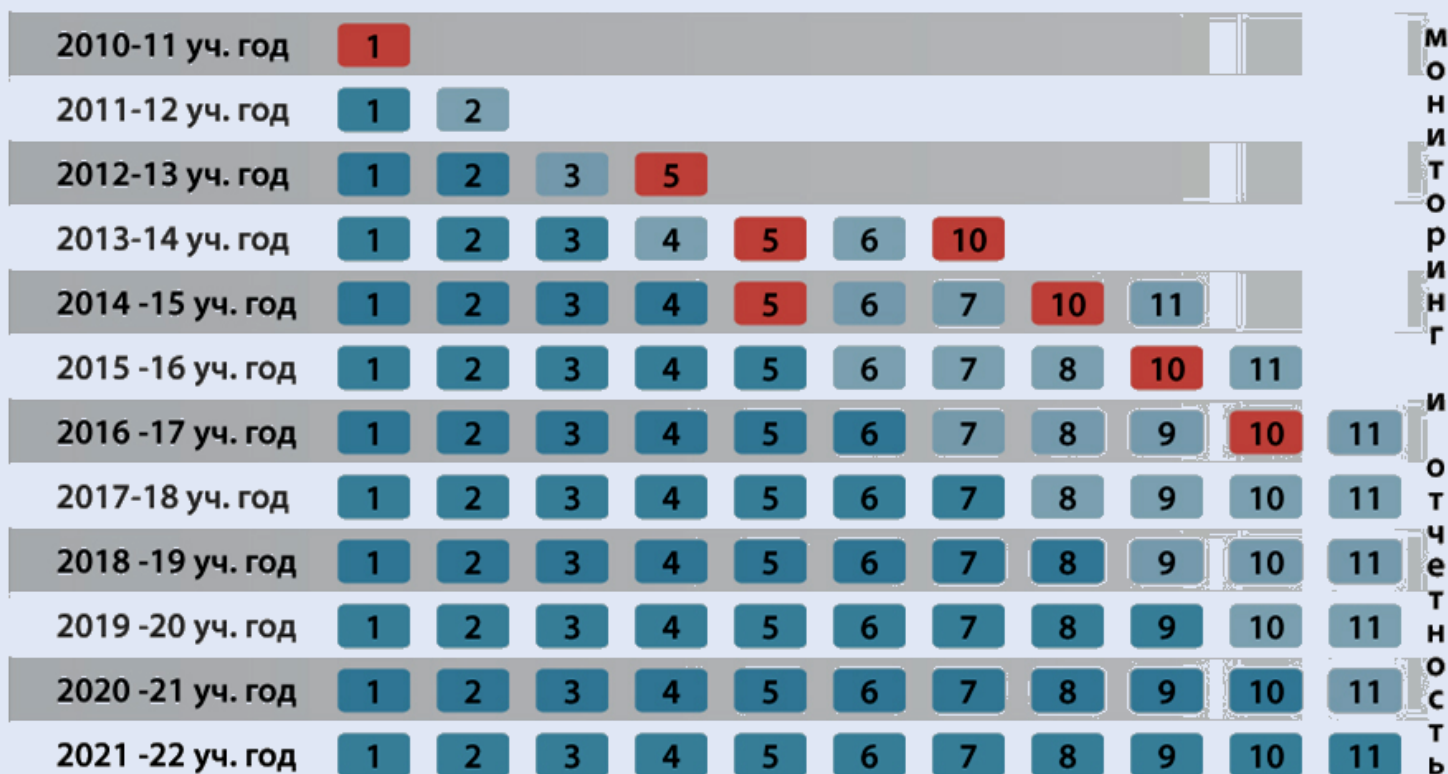 2010-11 уч. год 1
2011-12 уч. год 1 2
2012-13 уч. год 1 2 3 5
2013-14 уч. год 1 2 3 4 5 6 10
2014 -15 уч. год 1 2 3 4 5 6 7 10 11
2015 -16 уч. год 1 2 3 4 5 6 7 8 10 11
2016 -17 уч. год 1 2 3 4 5 6 7 8 9 10 11
2017-18 уч. год 1 2 3 4 5 6 7 8 9 10 11
2018 -19 уч. год 1 2 3 4 5 6 7 8 9 10 11
2019 -20 уч. год 1 2 3 4 5 6 7 8 9 10 11
2020 -21 уч. год 1 2 3 4 5 6 7 8 9 10 11
2021 -22 уч. год 1 2 3 4 5 6 7 8 9 10 11
мониторинг и отчетность